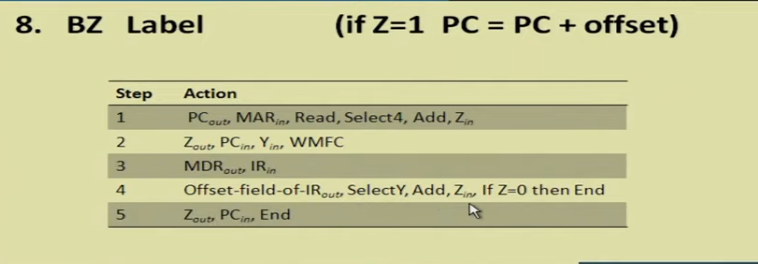 8. BZ Label (if Z=1 PC = PC + offset)
Step Action
1 PCout, MARin, Read, Select4, Add, Zin
2 Zout, PCin, Yin, WMFC
3 MDRout, IRin
4 Offset-field-of-IRout, SelectY, Add, Zin, If Z=0 then End
5 Zout, PCin, End